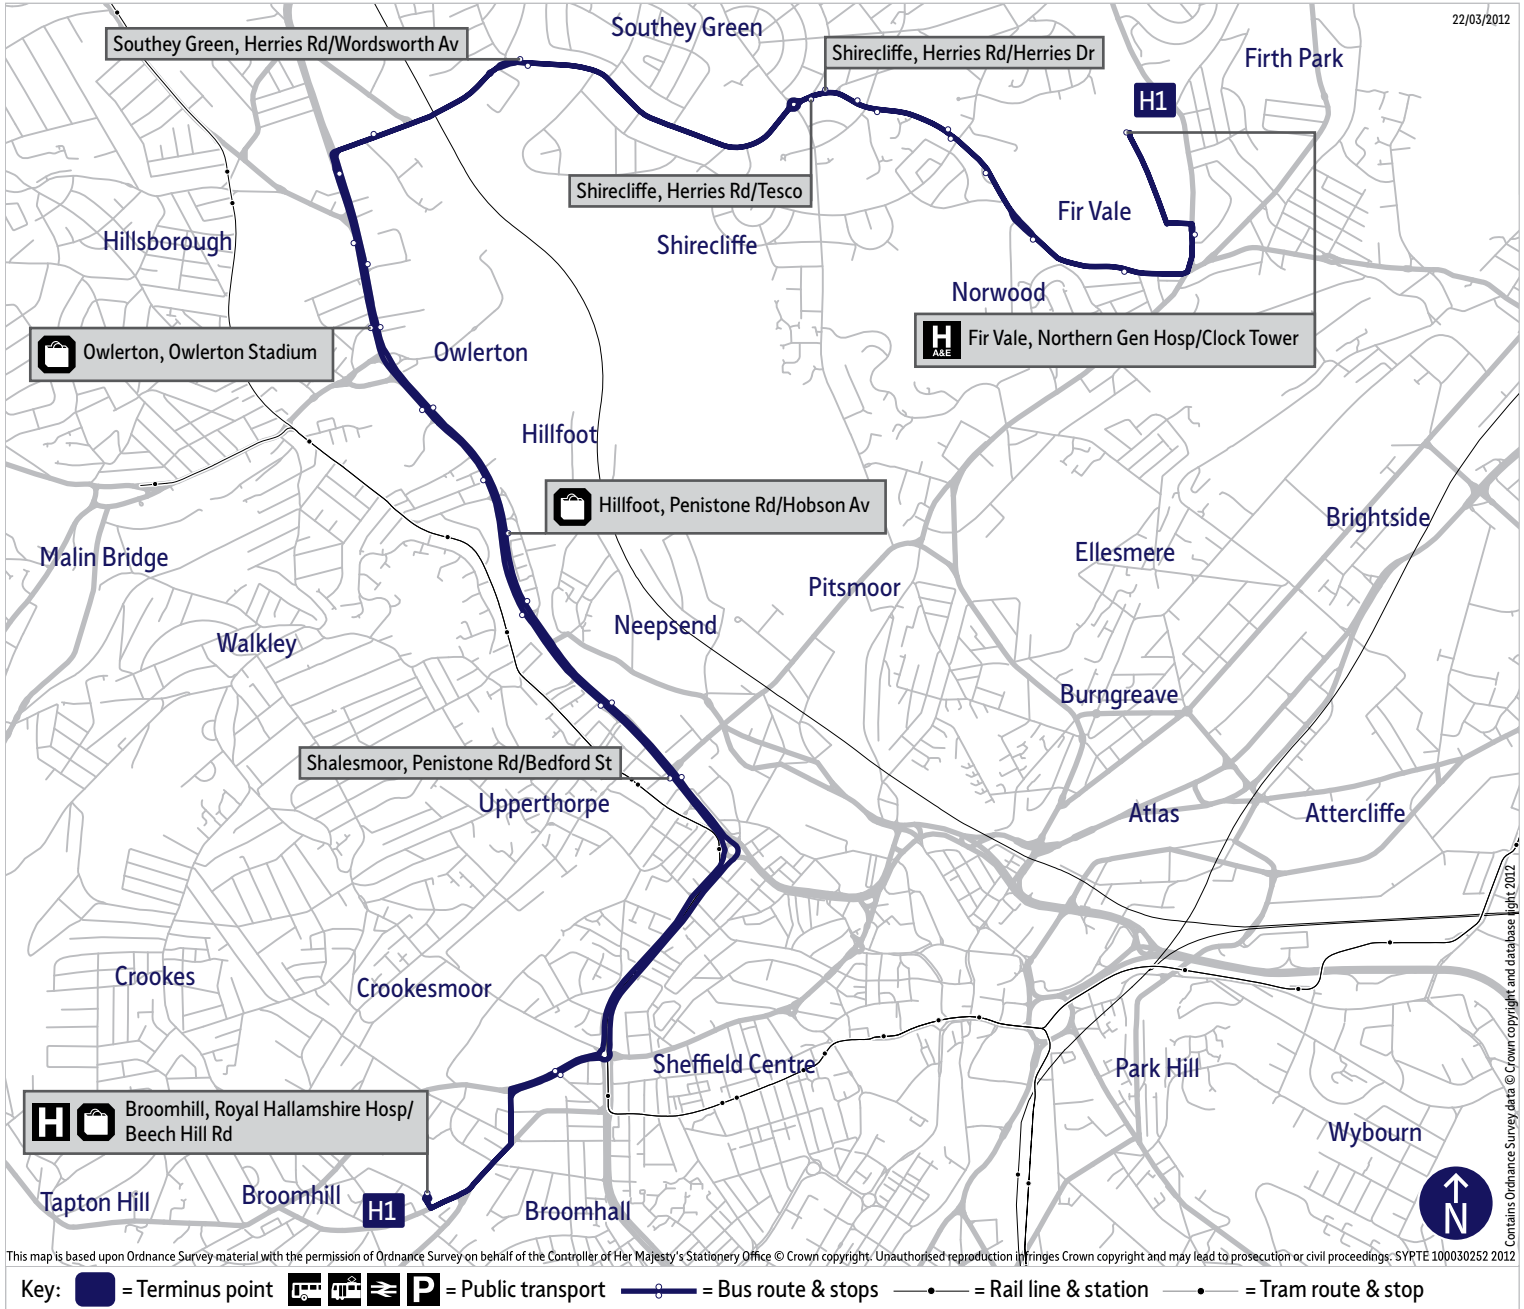 22/03/2012
Southey Green
Southey Green, Herries Rd/Wordsworth Av
Shirecliffe, Herries Rd/Herries Dr
Firth Park
H1
Shirecliffe, Herries Rd/Tesco
Fir Vale
Hillsborough
Shirecliffe
Norwood
H A&E Fir Vale, Northern Gen Hosp/Clock Tower
Owlerton, Owlerton Stadium
Owlerton
Hillfoot
Hillfoot, Penistone Rd/Hobson Av
Brightside
Malin Bridge
Ellesmere
Pitsmoor
Neepsend
Walkley
Burngreave
Shalesmoor, Penistone Rd/Bedford St
Upperthorpe
Atlas
Attercliffe
Crookes
Crookesmoor
Sheffield Centre
Park Hill
H Broomhill, Royal Hallamshire Hosp/
Beech Hill Rd
Wybourn
Tapton Hill
Broomhill
H1
Broomhall
N
Contains Ordnance Survey data © Crown copyright and database right 2012
This map is based upon Ordnance Survey material with the permission of Ordnance Survey on behalf of the Controller of Her Majesty's Stationery Office © Crown copyright. Unauthorised reproduction infringes Crown copyright and may lead to prosecution or civil proceedings. SYPTE 100030252 2012
Key: = Terminus point P = Public transport = Bus route & stops = Rail line & station = Tram route & stop